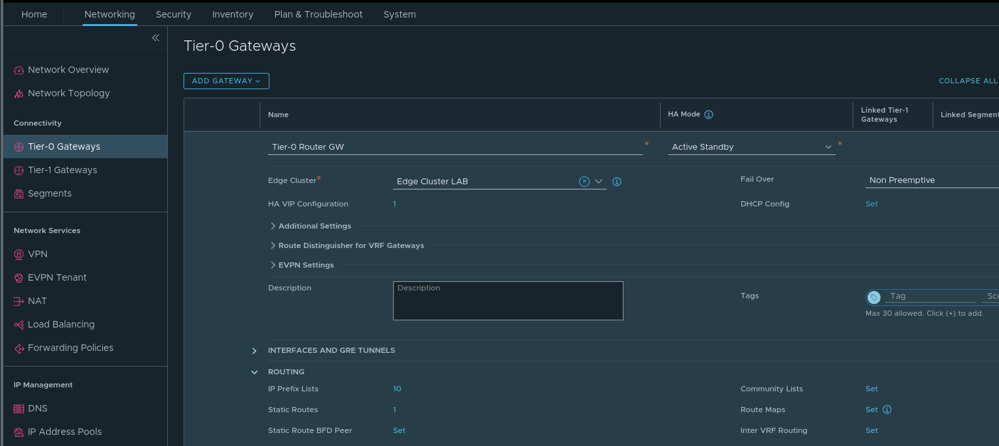 Home Networking Security Inventory Plan & Troubleshoot System
Network Overview
Network Topology
Connectivity
Tier-0 Gateways
Tier-1 Gateways
Segments
Network Services
VPN
EVPN Tenant
NAT
Load Balancing
Forwarding Policies
IP Management
DNS
IP Address Pools
Tier-0 Gateways
ADD GATEWAY COLLAPSE ALL
Name HA Mode Linked Tier-1 Gateways Linked Segment
Tier-0 Router GW * Active Standby *
Edge Cluster* Edge Cluster LAB Fail Over Non Preemptive
HA VIP Configuration 1 DHCP Config Set
Additional Settings
Route Distinguisher for VRF Gateways
EVPN Settings
Description Description Tags Tag Sco
Max 30 allowed. Click (+) to add.
INTERFACES AND GRE TUNNELS
ROUTING
IP Prefix Lists 10 Community Lists Set
Static Routes 1 Route Maps Set
Static Route BFD Peer Set Inter VRF Routing Set